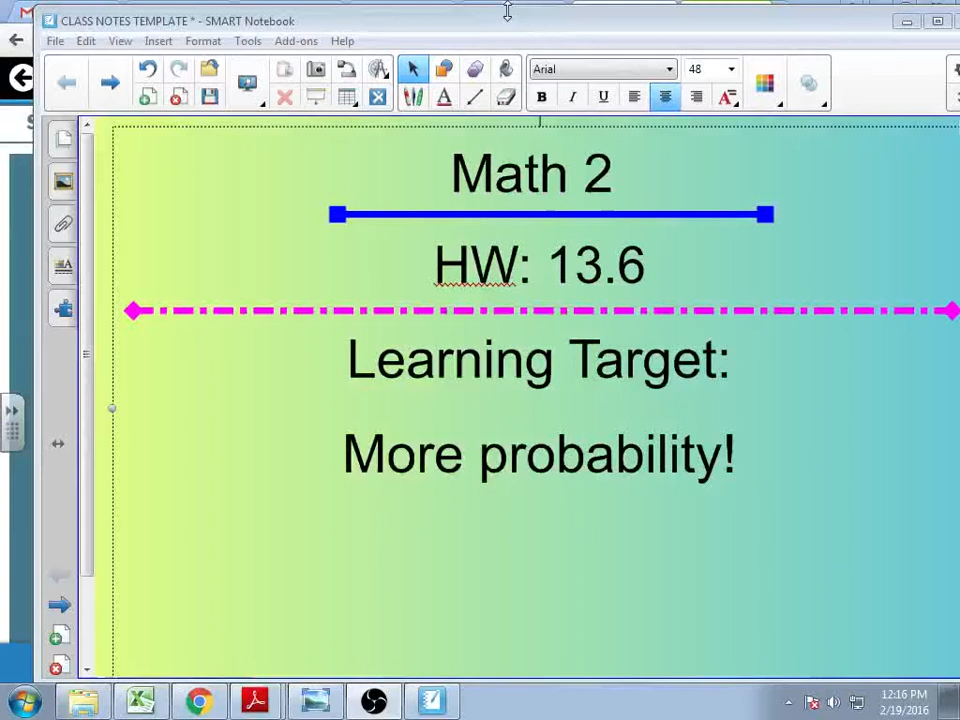 CLASS NOTES TEMPLATE * - SMART Notebook
File Edit View Insert Format Tools Add-ons Help
Arial 48
B I U
Math 2
HW: 13.6
Learning Target:
More probability!
12:16 PM
2/19/2016